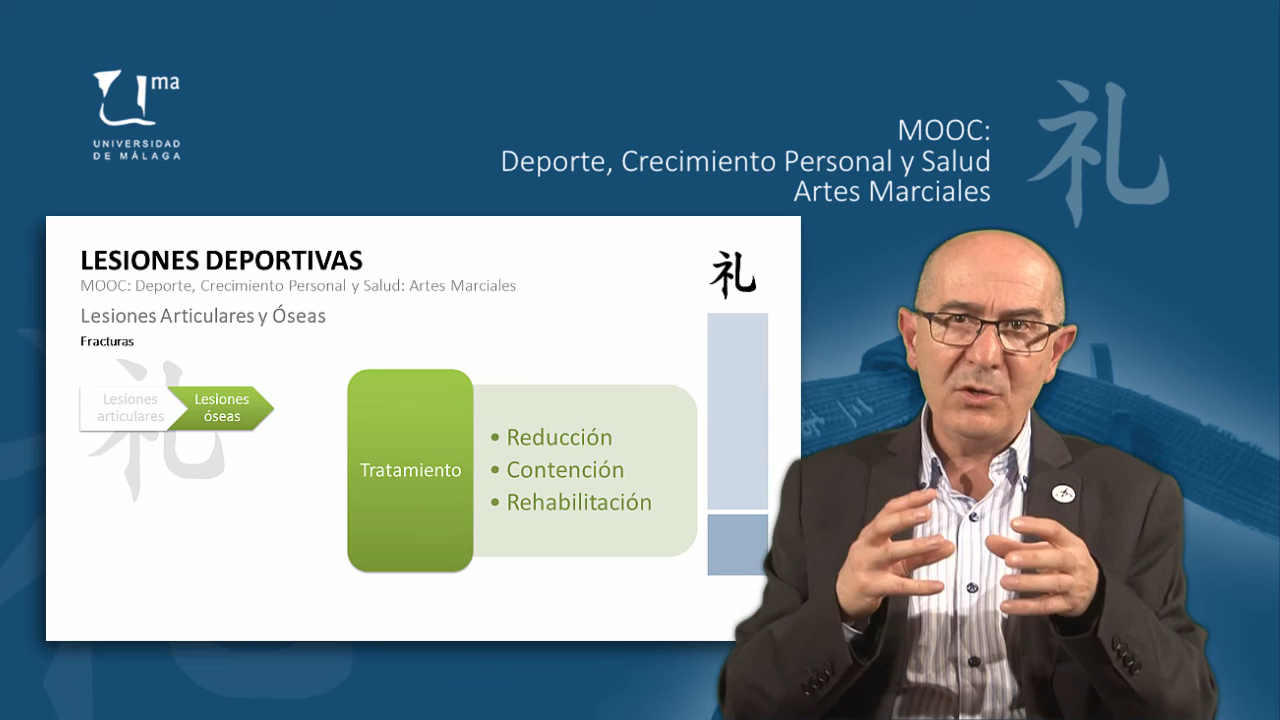 ma
UNIVERSIDAD
DE MÁLAGA
MOOC:
Deporte, Crecimiento Personal y Salud
Artes Marciales
礼
LESIONES DEPORTIVAS
MOOC: Deporte, Crecimiento Personal y Salud: Artes Marciales
礼
Lesiones Articulares y Óseas
Fracturas
礼
Lesiones
articulares
Lesiones
óseas
Tratamiento
• Reducción
• Contención
• Rehabilitación